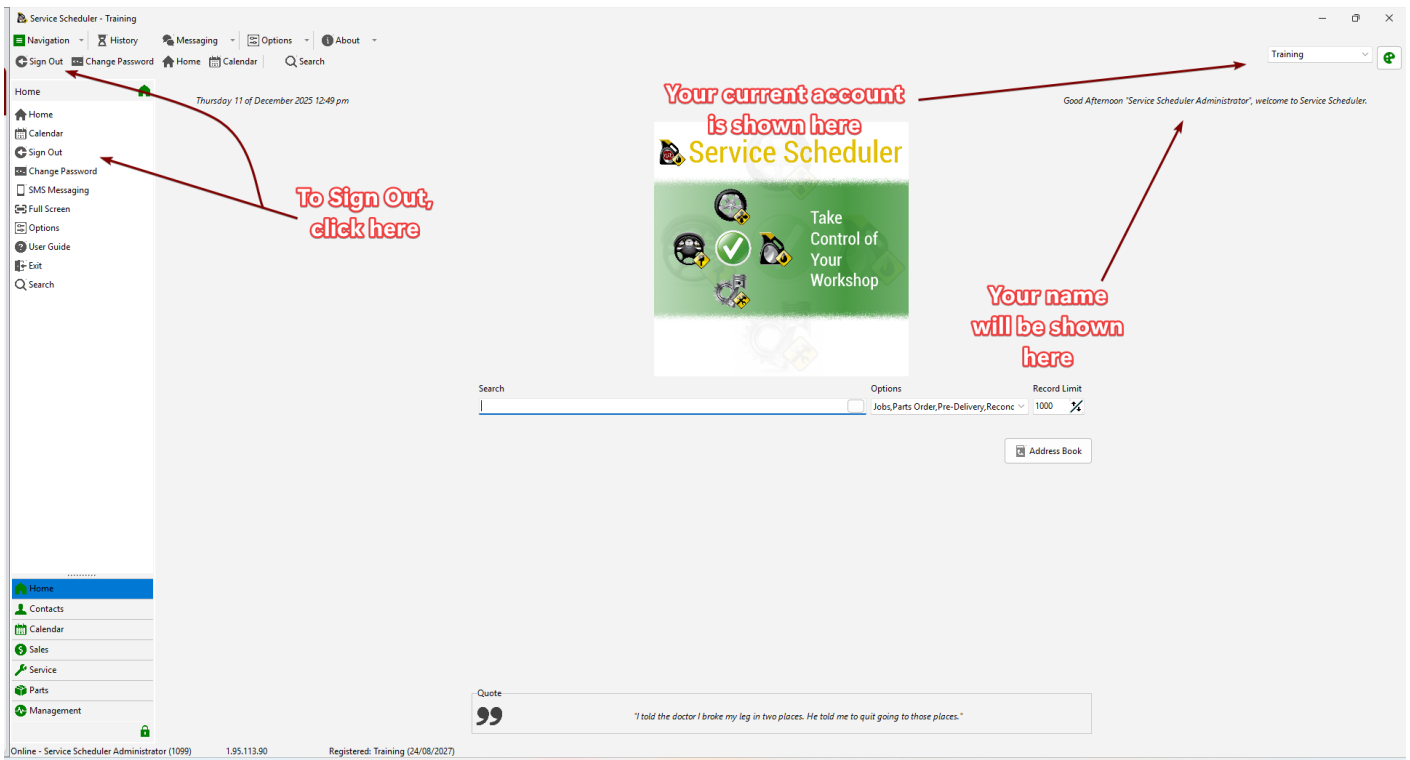 Service Scheduler - Training
Navigation History Messaging Options About
Sign Out Change Password Home Calendar Search
Training
Home
Thursday 11 of December 2025 12:49 pm
Good Afternoon "Service Scheduler Administrator", welcome to Service Scheduler.
Home
Calendar
Sign Out
Change Password
SMS Messaging
Full Screen
Options
User Guide
Exit
Search
To Sign Out,
click here
Your current account
is shown here
Service Scheduler
Take
Control of
Your
Workshop
Your name
will be shown
here
Search
Options
Record Limit
Jobs,Parts Order,Pre-Delivery,Reconc
1000
Address Book
Home
Contacts
Calendar
Sales
Service
Parts
Management
Quote
"I told the doctor I broke my leg in two places. He told me to quit going to those places."
Online - Service Scheduler Administrator (1099) 1.95.113.90 Registered: Training (24/08/2027)